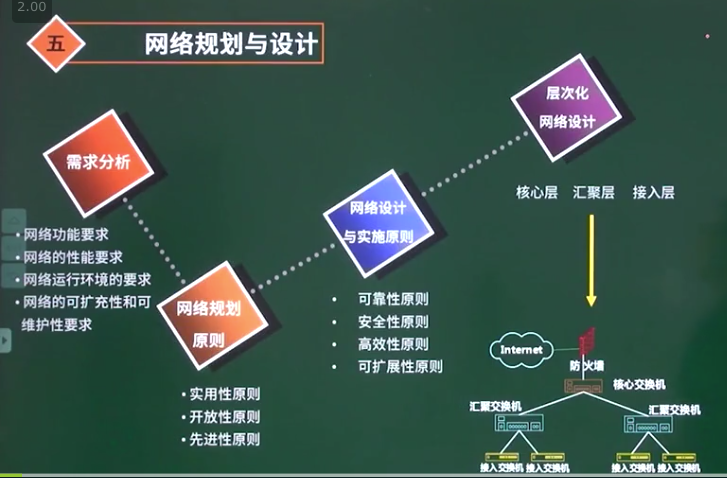 2.00
五
网络规划与设计
需求分析
•网络功能要求
•网络的性能要求
•网络运行环境的要求
•网络的可扩充性和可
维护性要求
网络规划
原则
•实用性原则
•开放性原则
•先进性原则
网络设计
与实施原则
• 可靠性原则
• 安全性原则
• 高效性原则
• 可扩展性原则
层次化
网络设计
核心层 汇聚层 接入层
Internet
防火墙
核心交换机
汇聚交换机
汇聚交换机
接入交换机 接入交换机 接入交换机 接入交换机